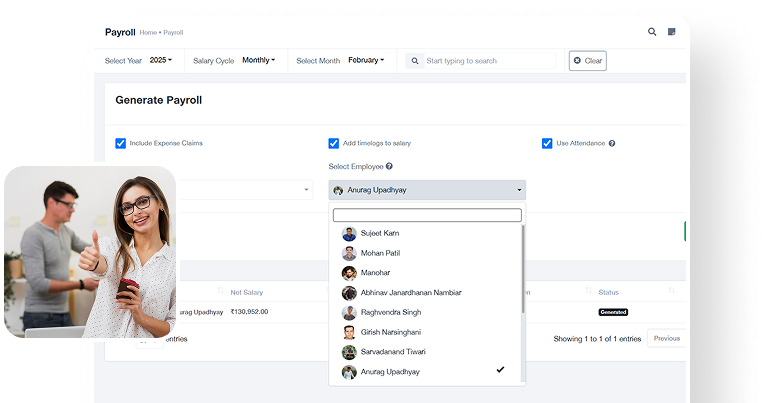 Payroll Home • Payroll
Select Year 2025 Salary Cycle Monthly Select Month February Start typing to search Clear
Generate Payroll
Include Expense Claims Add timelogs to salary Use Attendance
Select Employee
Anurag Upadhyay
Sujeet Karn
Mohan Patil
Manohar
Abhinav Janardhanan Nambiar
Raghvendra Singh
Girish Narsinghani
Sarvadanand Tiwari
Anurag Upadhyay
Net Salary Status
Upadhyay ₹130,952.00 Generated
Showing 1 to 1 of 1 entries Previous